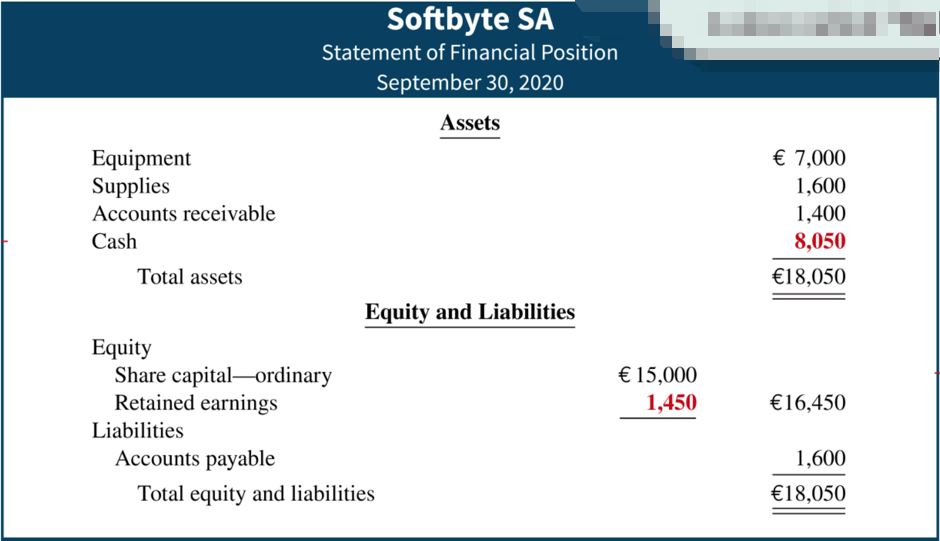 Softbyte SA
Statement of Financial Position
September 30, 2020
Assets
Equipment € 7,000
Supplies 1,600
Accounts receivable 1,400
Cash 8,050
Total assets €18,050
Equity and Liabilities
Equity
Share capital—ordinary € 15,000
Retained earnings 1,450 €16,450
Liabilities
Accounts payable 1,600
Total equity and liabilities €18,050